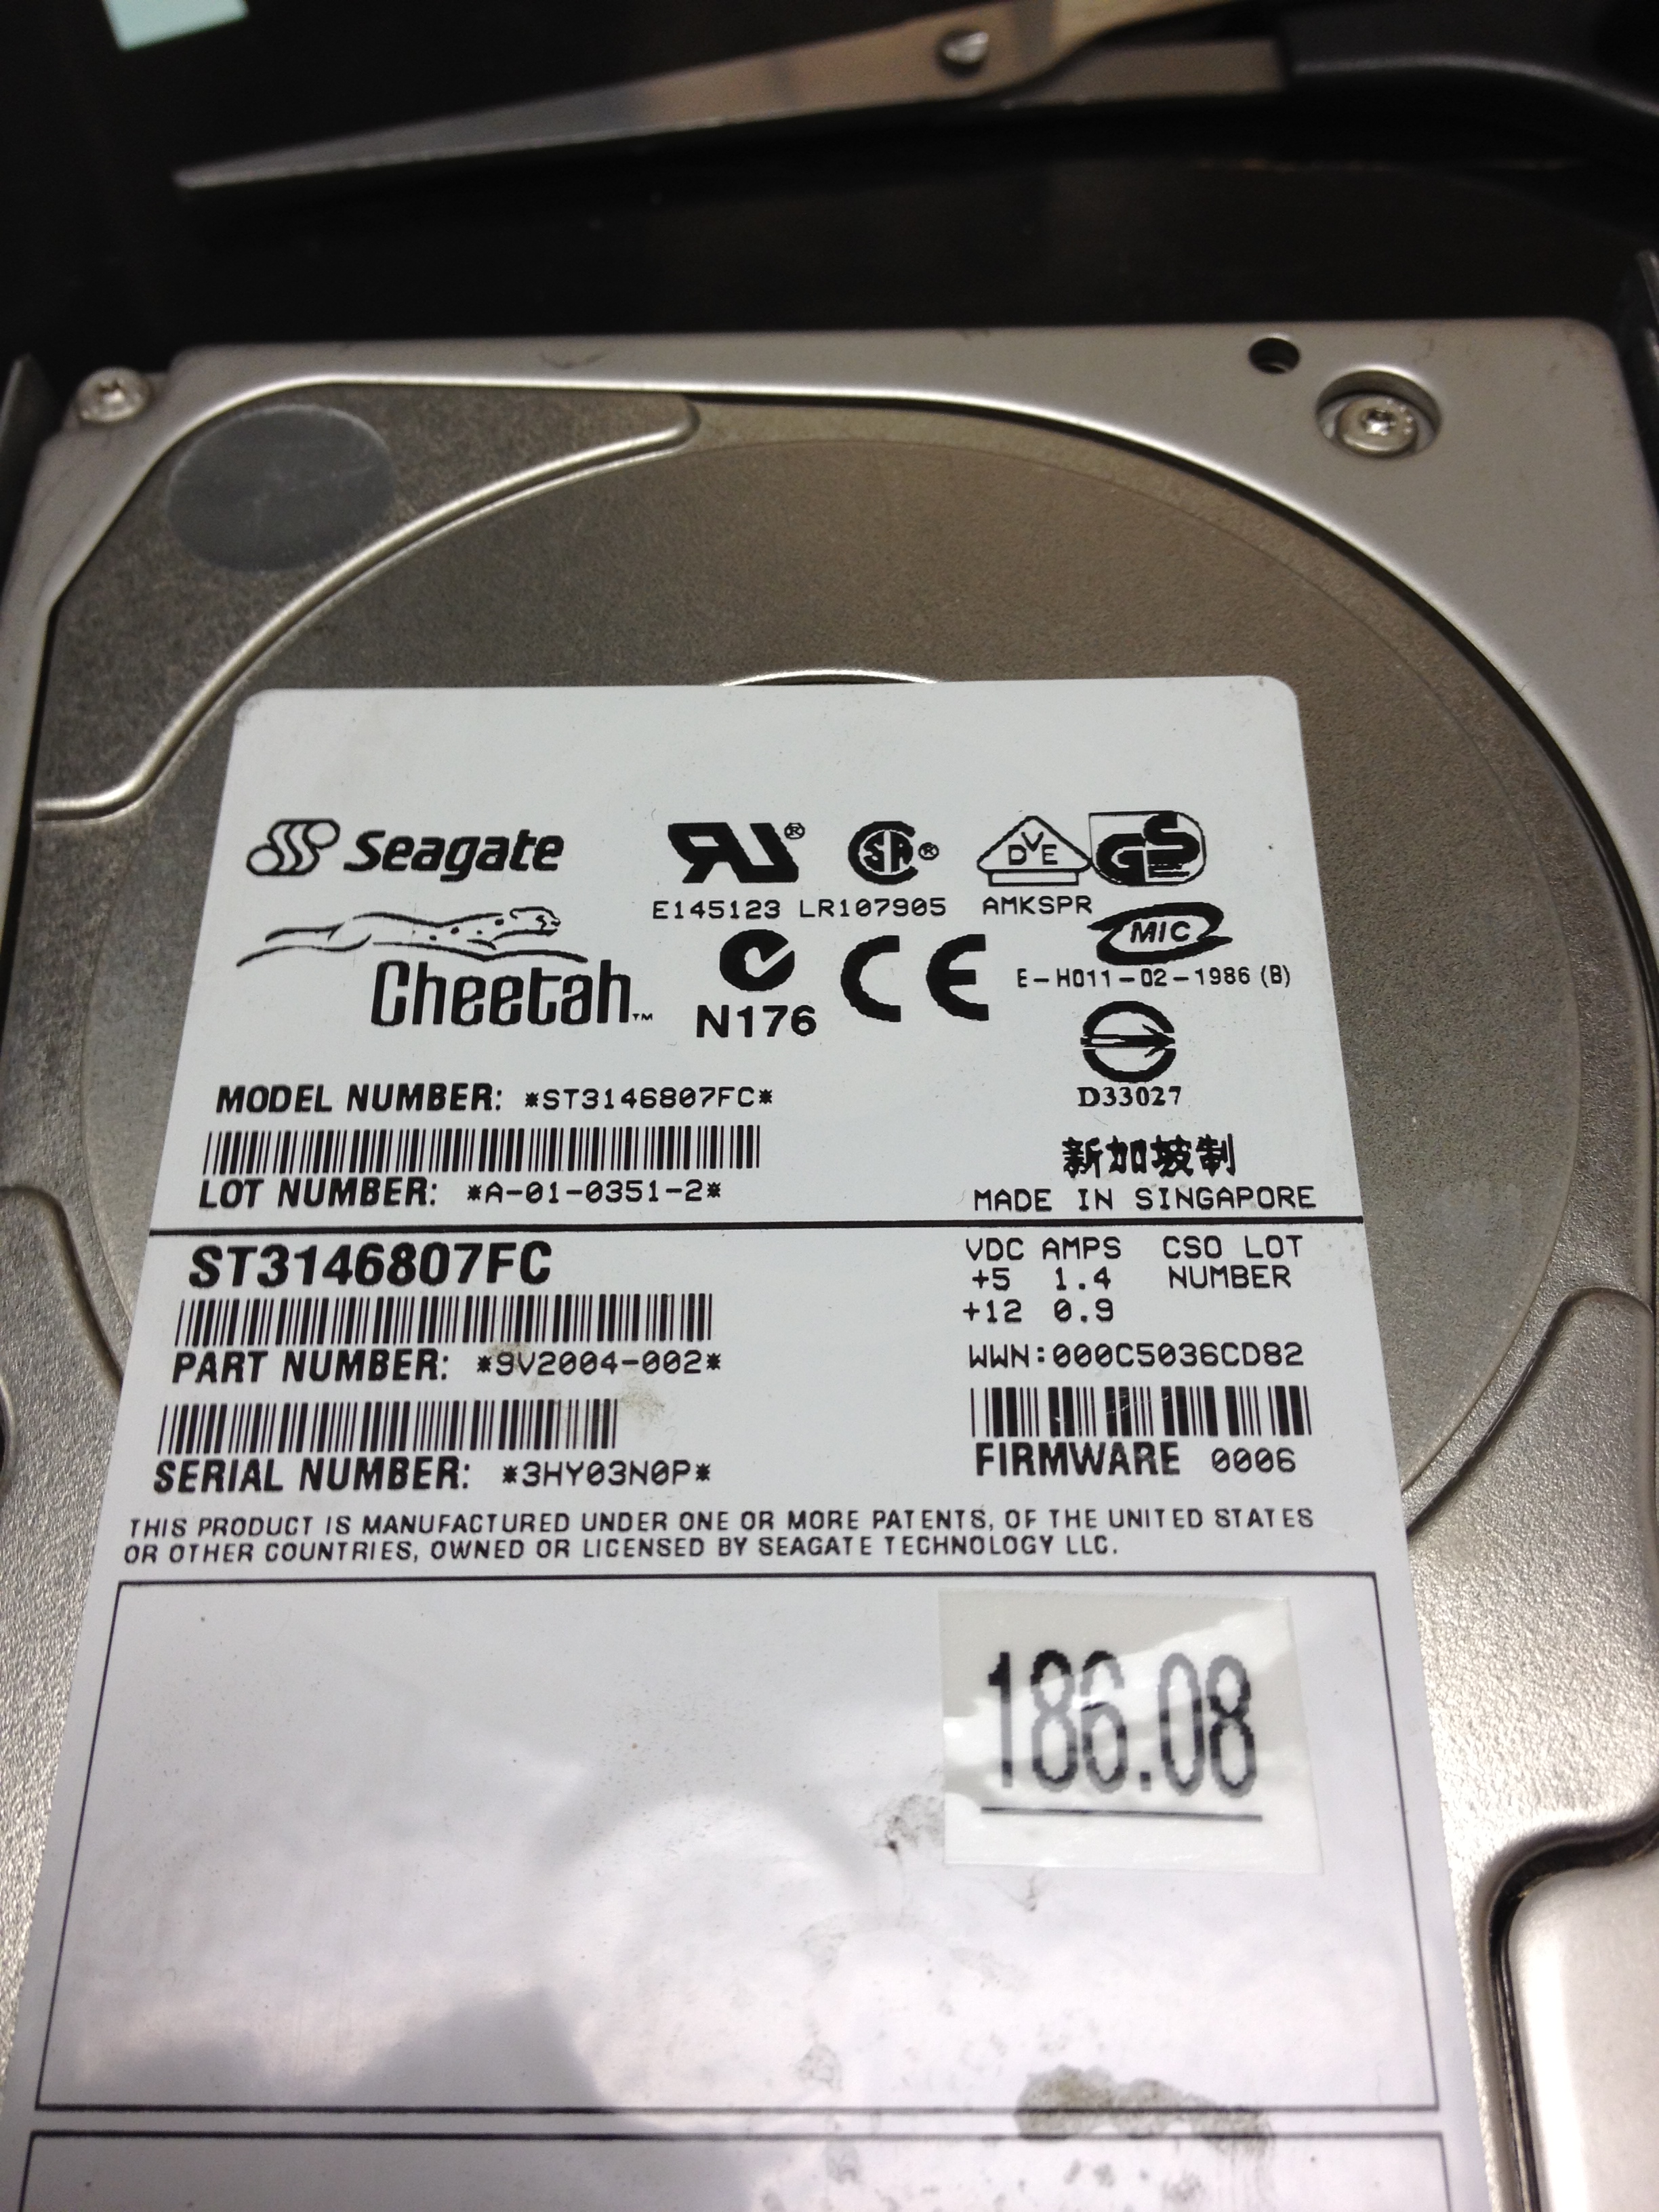 Seagate
Cheetah™
E145123 LR107905 AMKSPR
DVE
GS
MIC
N176 CE
E-H011-02-1986 (B)
D33027
MODEL NUMBER: *ST3146807FC*
LOT NUMBER: *A-01-0351-2*
新加坡制
MADE IN SINGAPORE
ST3146807FC
PART NUMBER: *9V2004-002*
SERIAL NUMBER: *3HY03N0P*
VDC AMPS CSO LOT
+5 1.4 NUMBER
+12 0.9
WWN:000C5036CD82
FIRMWARE 0006
THIS PRODUCT IS MANUFACTURED UNDER ONE OR MORE PATENTS, OF THE UNITED STATES
OR OTHER COUNTRIES, OWNED OR LICENSED BY SEAGATE TECHNOLOGY LLC.
186.08